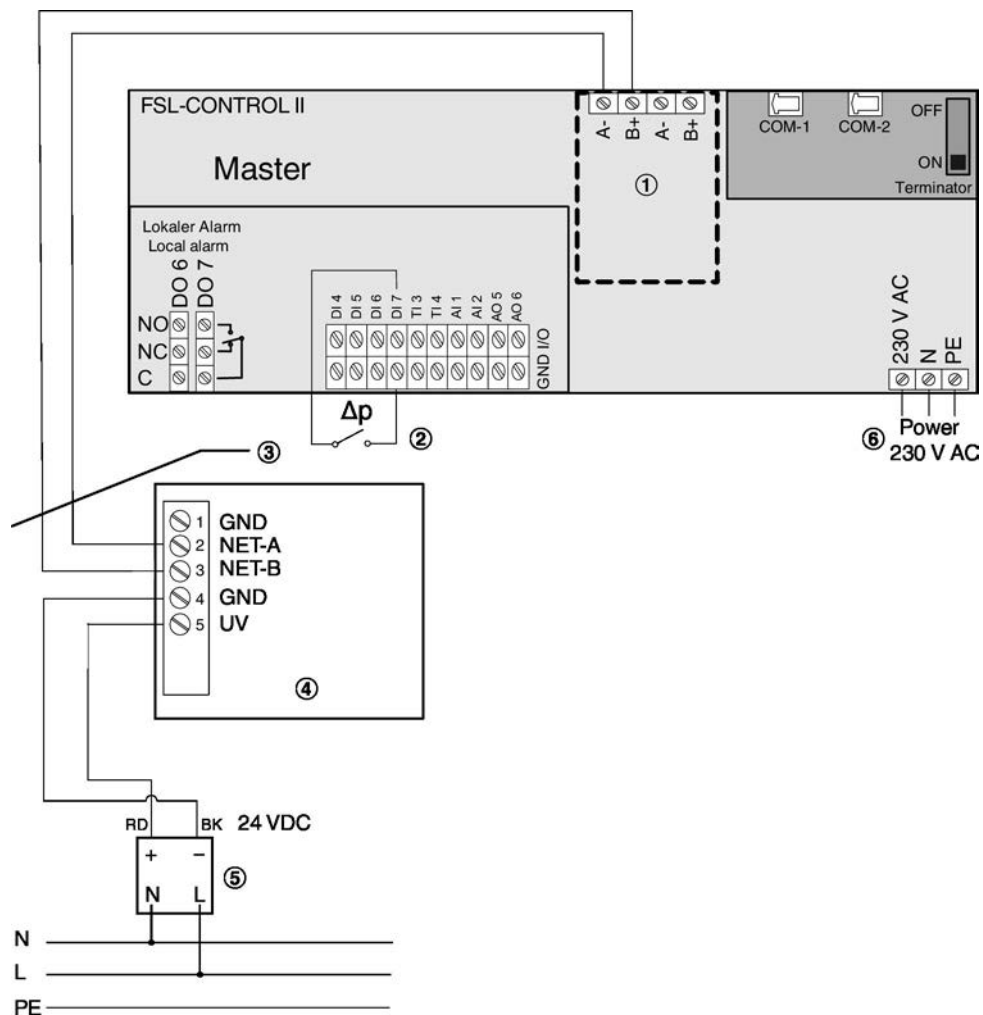 FSL-CONTROL II
Master
A-
B+
A-
B+
①
COM-1
COM-2
OFF
ON
Terminator
Lokaler Alarm
Local alarm
DO 6
DO 7
NO
NC
C
DI 4
DI 5
DI 6
DI 7
TI 3
TI 4
AI 1
AI 2
AO 5
AO 6
GND I/O
230 V AC
N
PE
Δp
②
⑥ Power
230 V AC
③
1 GND
2 NET-A
3 NET-B
4 GND
5 UV
④
RD
BK
24 VDC
+ −
N L
⑤
N
L
PE